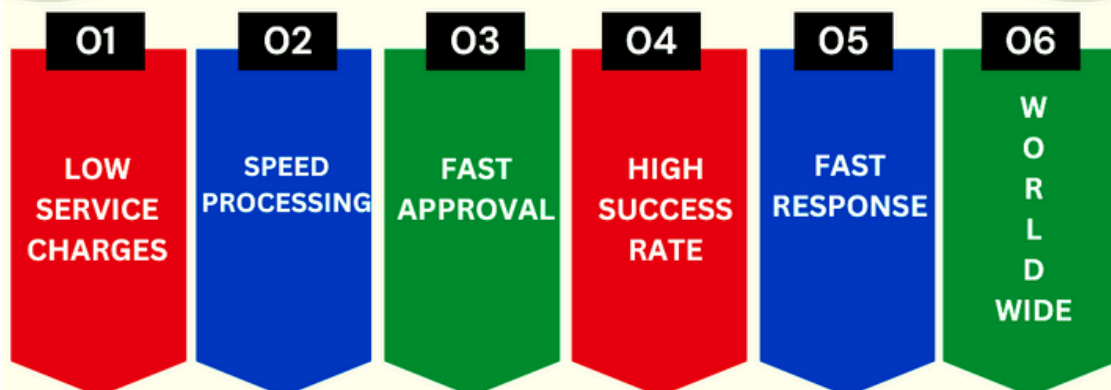 01
LOW
SERVICE
CHARGES
02
SPEED
PROCESSING
03
FAST
APPROVAL
04
HIGH
SUCCESS
RATE
05
FAST
RESPONSE
06
W
O
R
L
D
WIDE